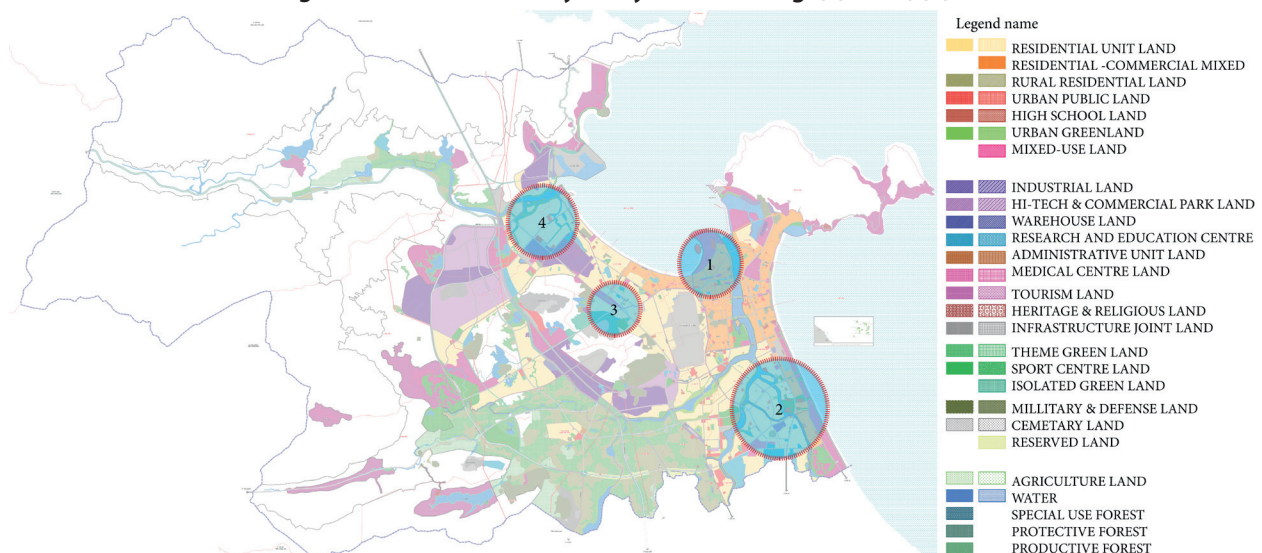 Legend name
RESIDENTIAL UNIT LAND
RESIDENTIAL -COMMERCIAL MIXED
RURAL RESIDENTIAL LAND
URBAN PUBLIC LAND
HIGH SCHOOL LAND
URBAN GREENLAND
MIXED-USE LAND
INDUSTRIAL LAND
HI-TECH & COMMERCIAL PARK LAND
WAREHOUSE LAND
RESEARCH AND EDUCATION CENTRE
ADMINISTRATIVE UNIT LAND
MEDICAL CENTRE LAND
TOURISM LAND
HERITAGE & RELIGIOUS LAND
INFRASTRUCTURE JOINT LAND
THEME GREEN LAND
SPORT CENTRE LAND
ISOLATED GREEN LAND
MILLITARY & DEFENSE LAND
CEMETARY LAND
RESERVED LAND
AGRICULTURE LAND
WATER
SPECIAL USE FOREST
PROTECTIVE FOREST
PRODUCTIVE FOREST
4
1
3
2